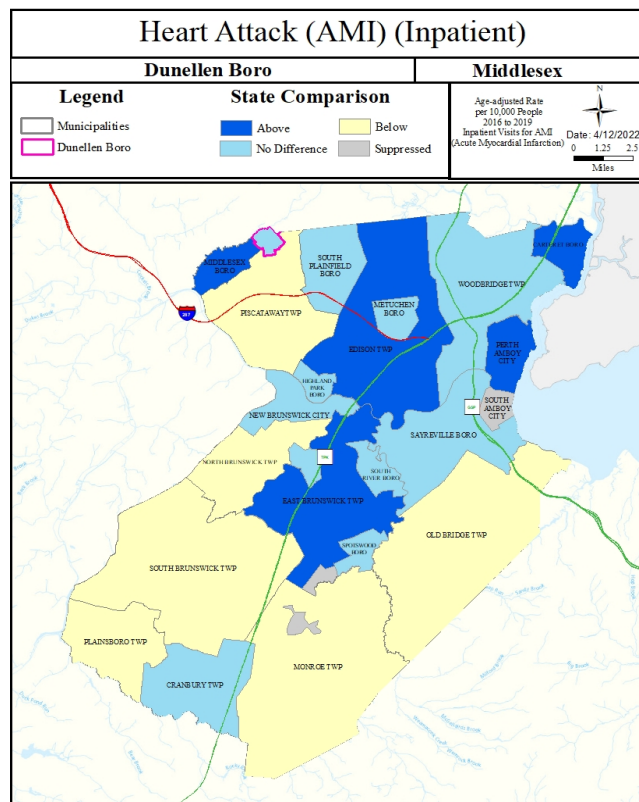 Heart Attack (AMI) (Inpatient)
Dunellen Boro
Middlesex
Legend
Municipalities
Dunellen Boro
State Comparison
Above
Below
No Difference
Suppressed
Age-adjusted Rate
per 10,000 People
2016 to 2019
Inpatient Visits for AMI
(Acute Myocardial Infarction)
N
Date: 4/12/2022
0 1.25 2.5
Miles
MIDDLESEX
BORO
SOUTH
PLAINFIELD
BORO
CARTERET BORO
WOODBRIDGE TWP
PISCATAWAY TWP
METUCHEN
BORO
287
EDISON TWP
PERTH
AMBOY
CITY
HIGHLAND
PARK
BORO
SOUTH
AMBOY
CITY
GSP
NEW BRUNSWICK CITY
SAYREVILLE BORO
NORTH BRUNSWICK TWP
SOUTH
RIVER BORO
EAST BRUNSWICK TWP
OLD BRIDGE TWP
SPOTSWOOD
BORO
SOUTH BRUNSWICK TWP
PLAINSBORO TWP
MONROE TWP
CRANBURY TWP